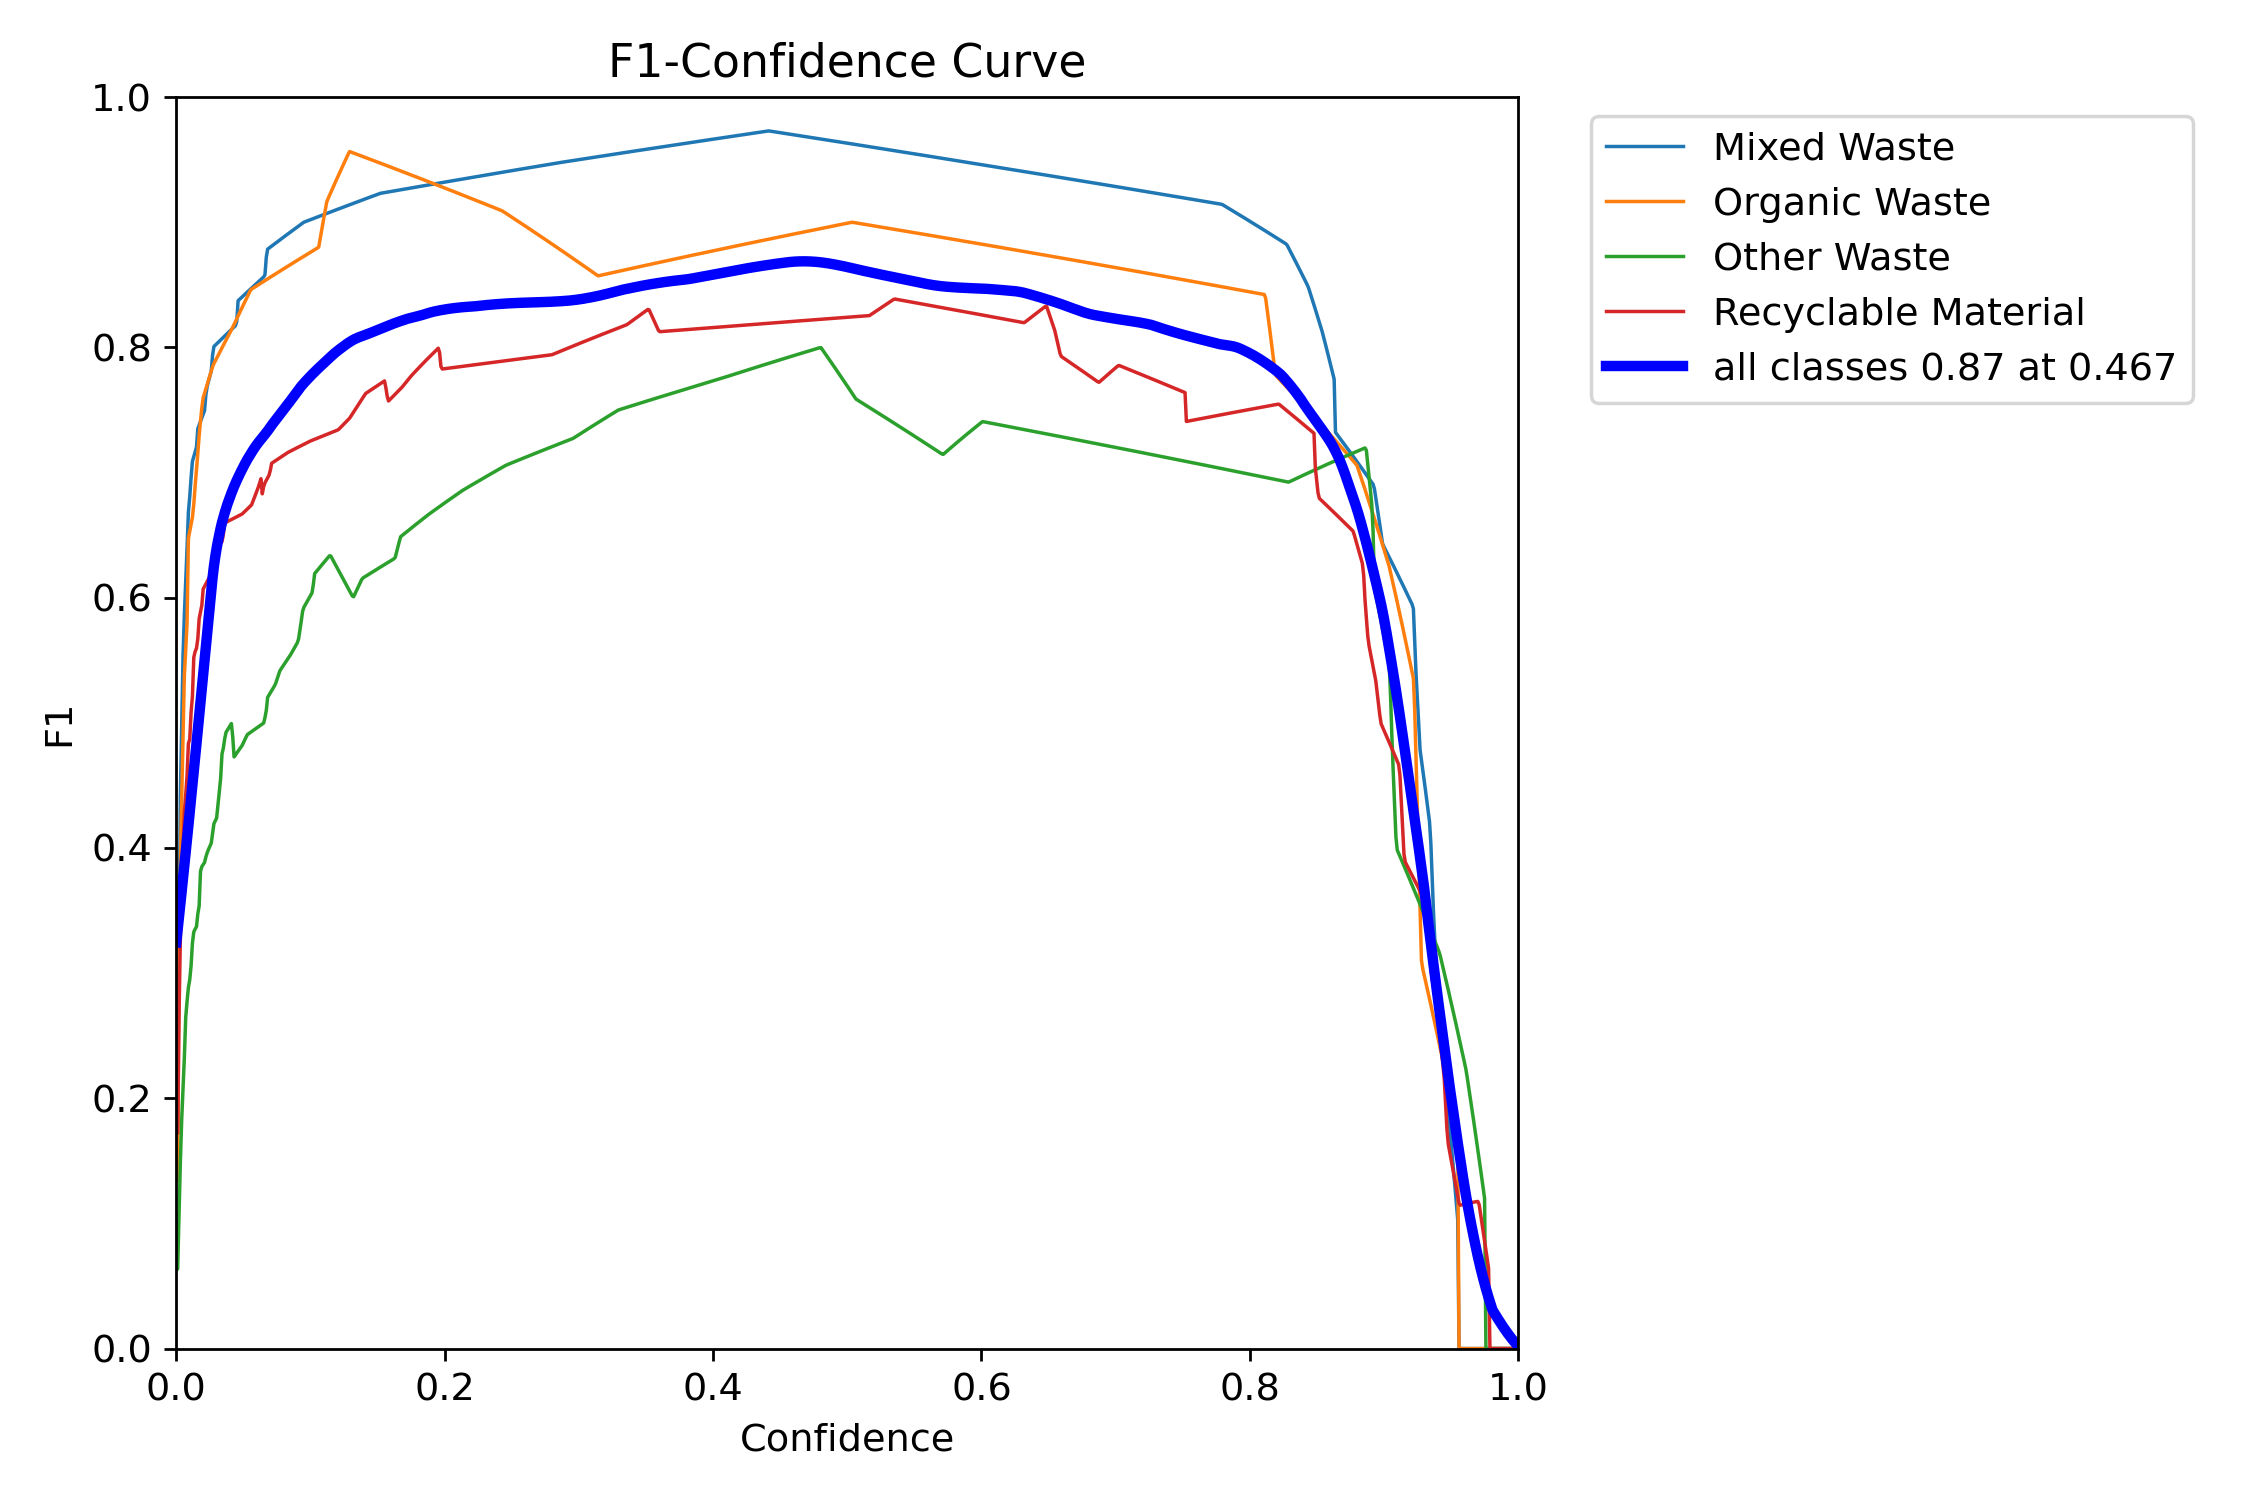 F1-Confidence Curve
1.0
0.8
0.6
0.4
0.2
0.0
F1
0.0 0.2 0.4 0.6 0.8 1.0
Confidence
Mixed Waste
Organic Waste
Other Waste
Recyclable Material
all classes 0.87 at 0.467